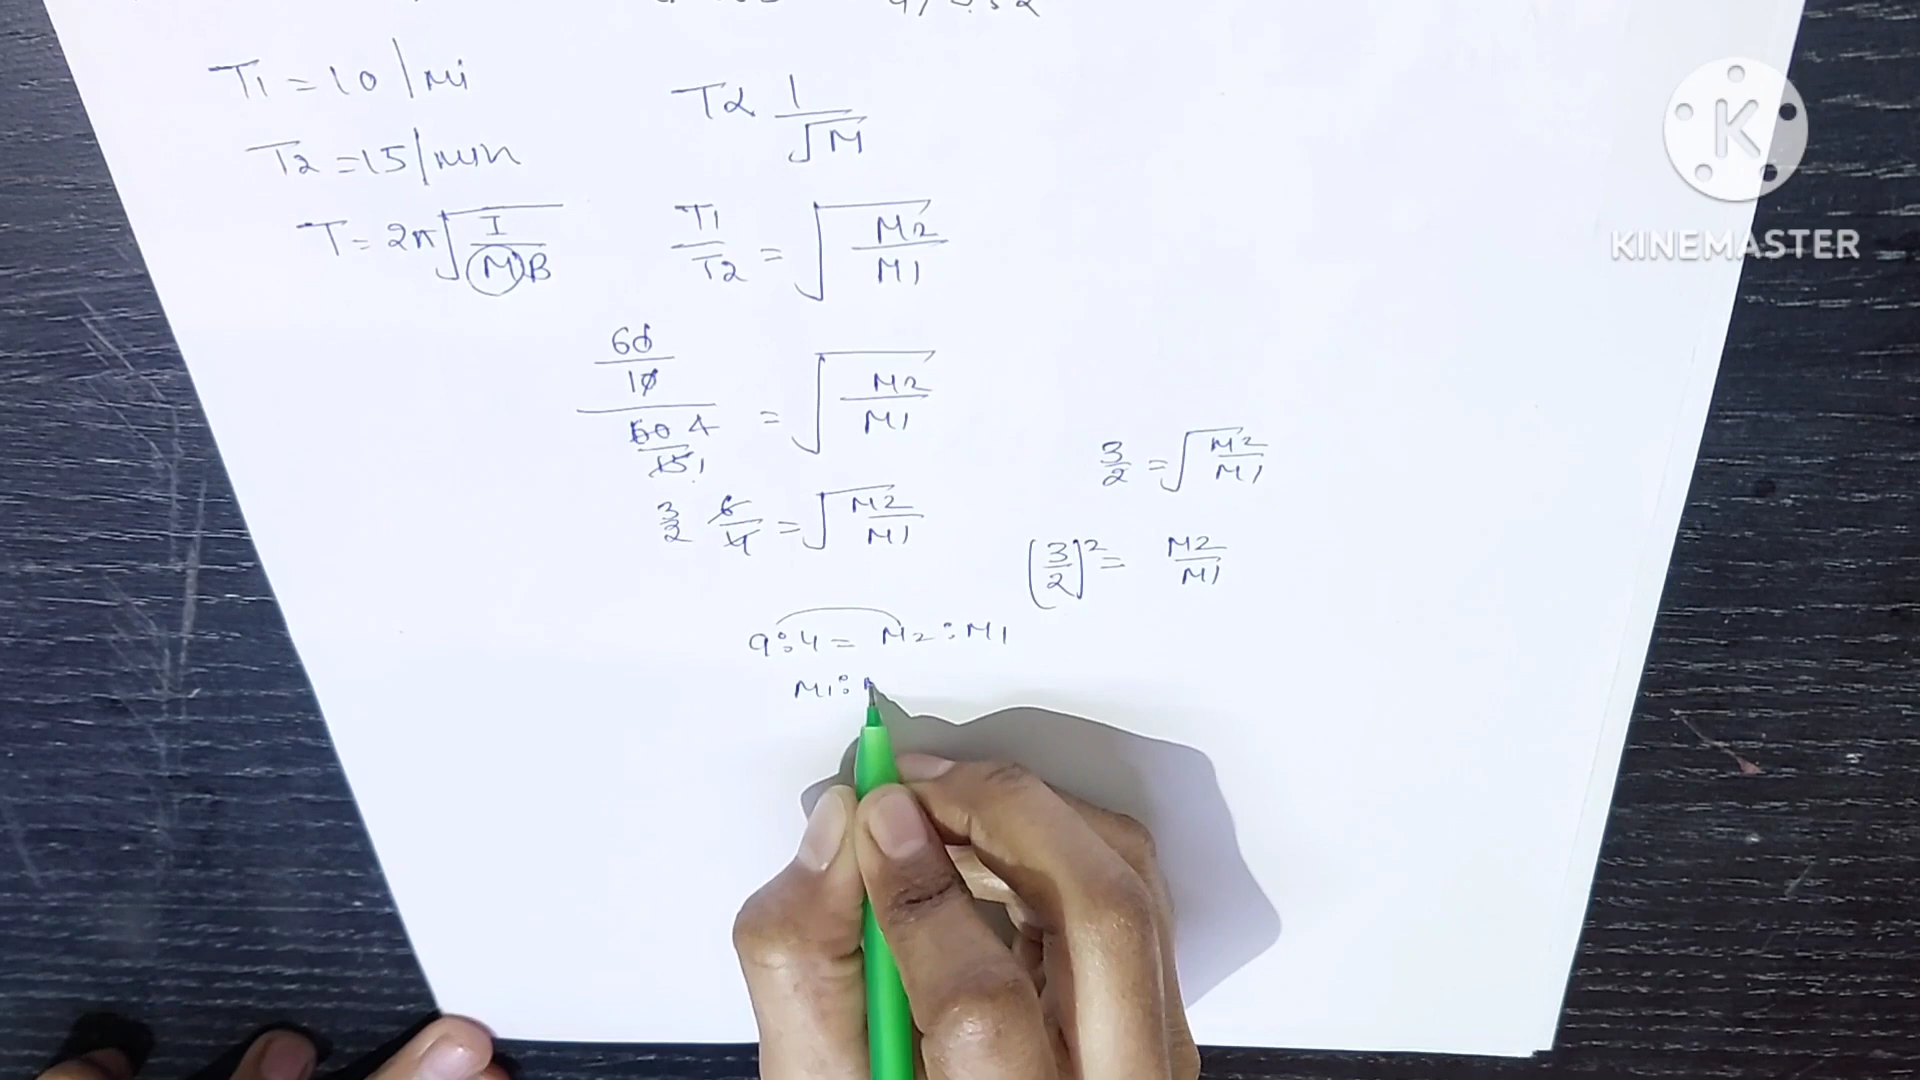 T1 = 10 / Mi
T2 = 15 / min
T = 2π √ I / MB
T α 1 / √M
T1 / T2 = √ M2 / M1
60 / 10 / 60 4 / 15 1 = √ M2 / M1
3 / 2 6 / 4 = √ M2 / M1
3 / 2 = √ M2 / M1
(3 / 2)² = M2 / M1
9 : 4 = M2 : M1
M1 :
K
KINEMASTER